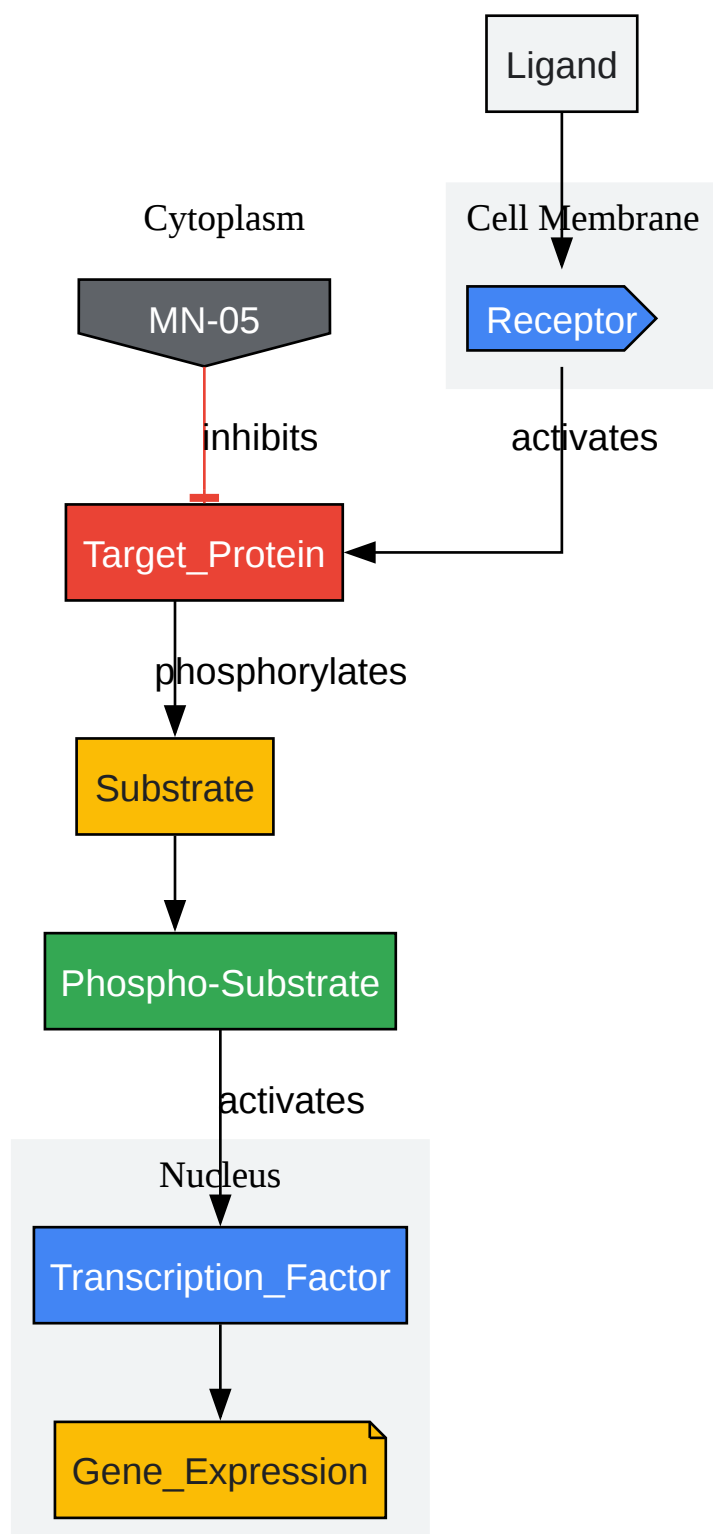 Ligand
Cytoplasm
Cell Membrane
MN-05
Receptor
inhibits
activates
Target_Protein
phosphorylates
Substrate
Phospho-Substrate
activates
Nucleus
Transcription_Factor
Gene_Expression